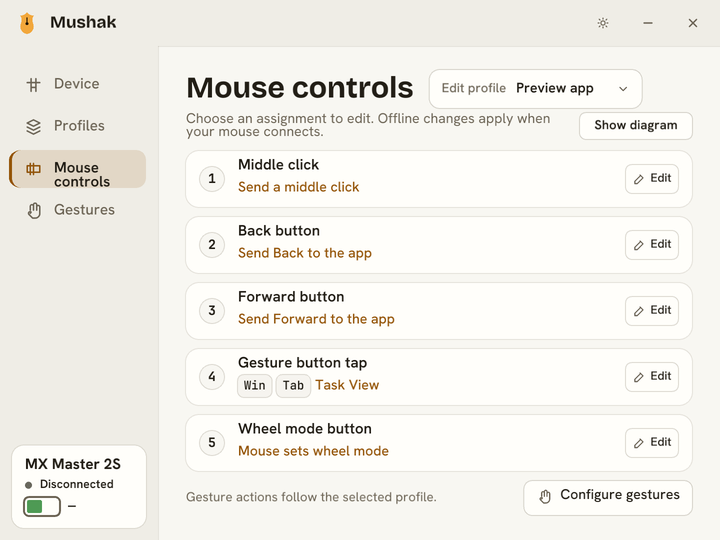 Mushak
Device
Profiles
Mouse
controls
Gestures
MX Master 2S
Disconnected
–
Mouse controls
Edit profile Preview app
Choose an assignment to edit. Offline changes apply when
your mouse connects.
Show diagram
1 Middle click
Send a middle click
Edit
2 Back button
Send Back to the app
Edit
3 Forward button
Send Forward to the app
Edit
4 Gesture button tap
Win Tab Task View
Edit
5 Wheel mode button
Mouse sets wheel mode
Edit
Gesture actions follow the selected profile.
Configure gestures